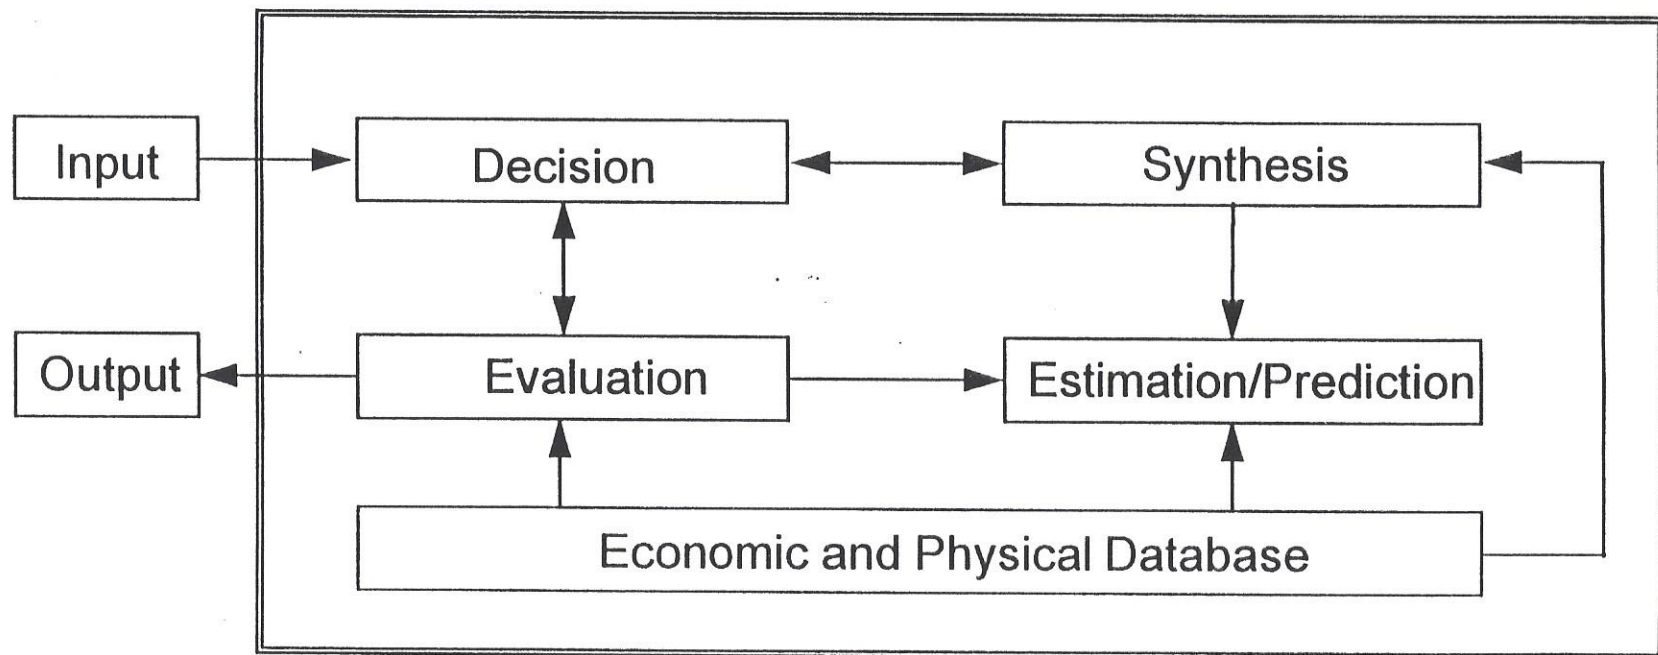 Input
Decision
Synthesis
Output
Evaluation
Estimation/Prediction
Economic and Physical Database